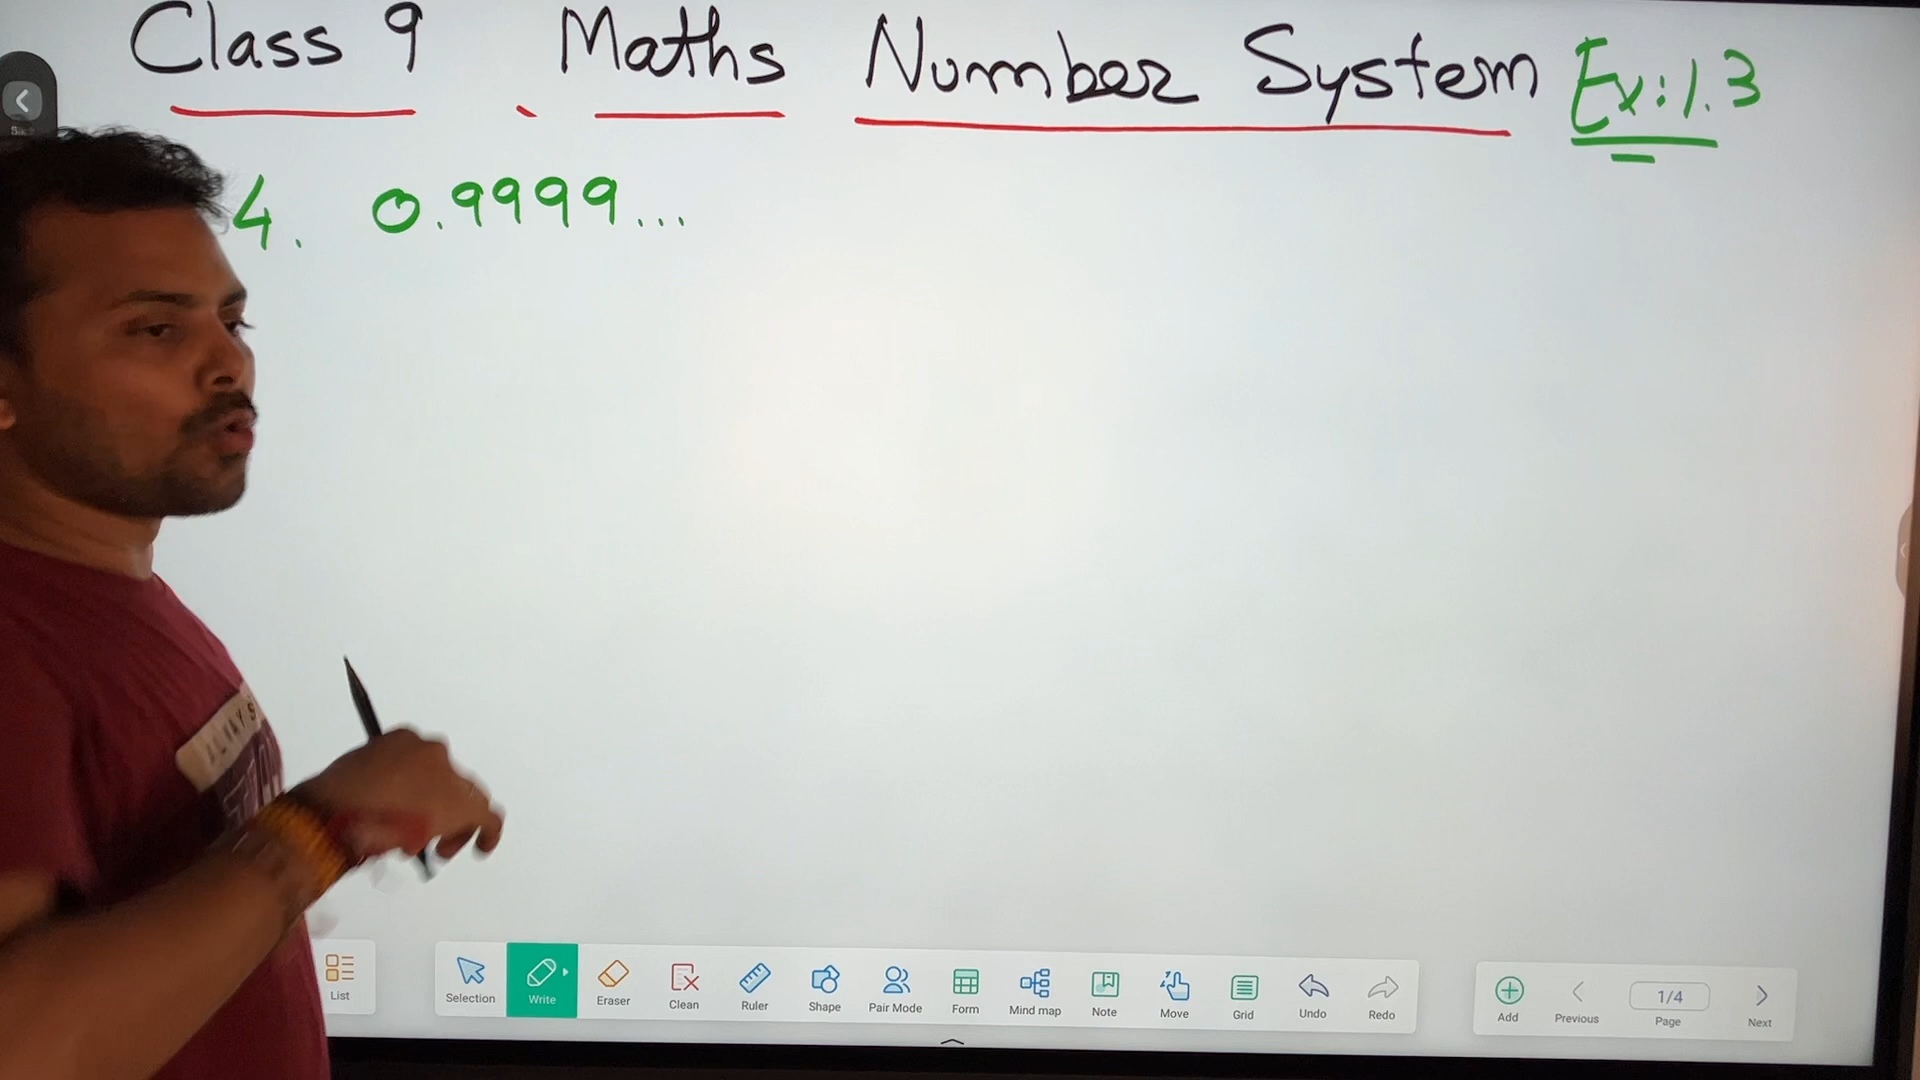 Class 9 Maths Number System Ex:1.3
4. 0.9999...
ALWAYS
List
Selection
Write
Eraser
Clean
Ruler
Shape
Pair Mode
Form
Mind map
Note
Move
Grid
Undo
Redo
Add
Previous
1/4
Page
Next